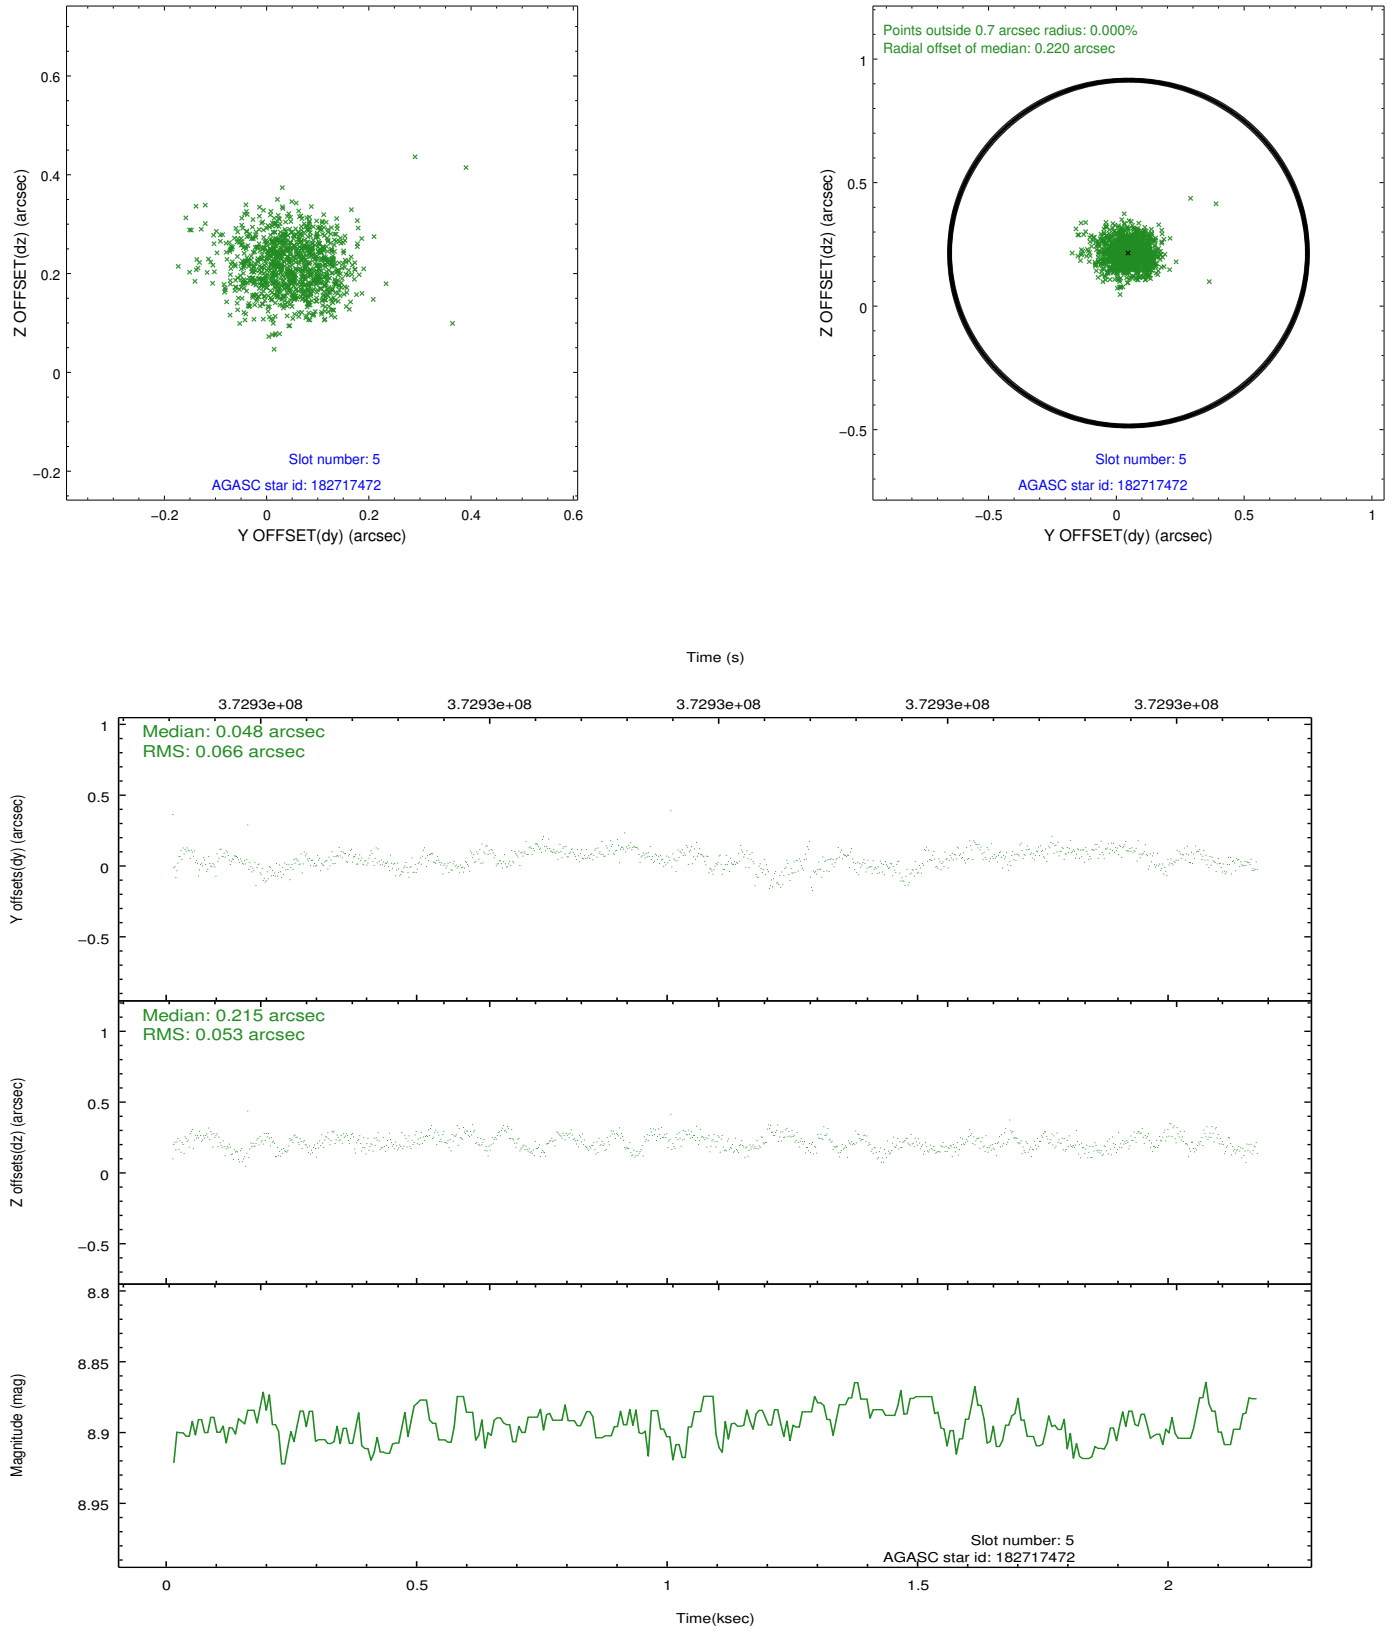 0.6
0.4
0.2
0
−0.2
−0.2
0
0.2
0.4
0.6
Z OFFSET(dz) (arcsec)
Y OFFSET(dy) (arcsec)
Slot number: 5
AGASC star id: 182717472
Points outside 0.7 arcsec radius: 0.000%
Radial offset of median: 0.220 arcsec
1
0.5
0
−0.5
−0.5
0
0.5
1
Z OFFSET(dz) (arcsec)
Y OFFSET(dy) (arcsec)
Slot number: 5
AGASC star id: 182717472
Time (s)
3.7293e+08
3.7293e+08
3.7293e+08
3.7293e+08
3.7293e+08
Median: 0.048 arcsec
RMS: 0.066 arcsec
1
0.5
0
−0.5
Y offsets(dy) (arcsec)
Median: 0.215 arcsec
RMS: 0.053 arcsec
1
0.5
0
−0.5
Z offsets(dz) (arcsec)
8.8
8.85
8.9
8.95
Magnitude (mag)
Slot number: 5
AGASC star id: 182717472
0
0.5
1
1.5
2
Time(ksec)